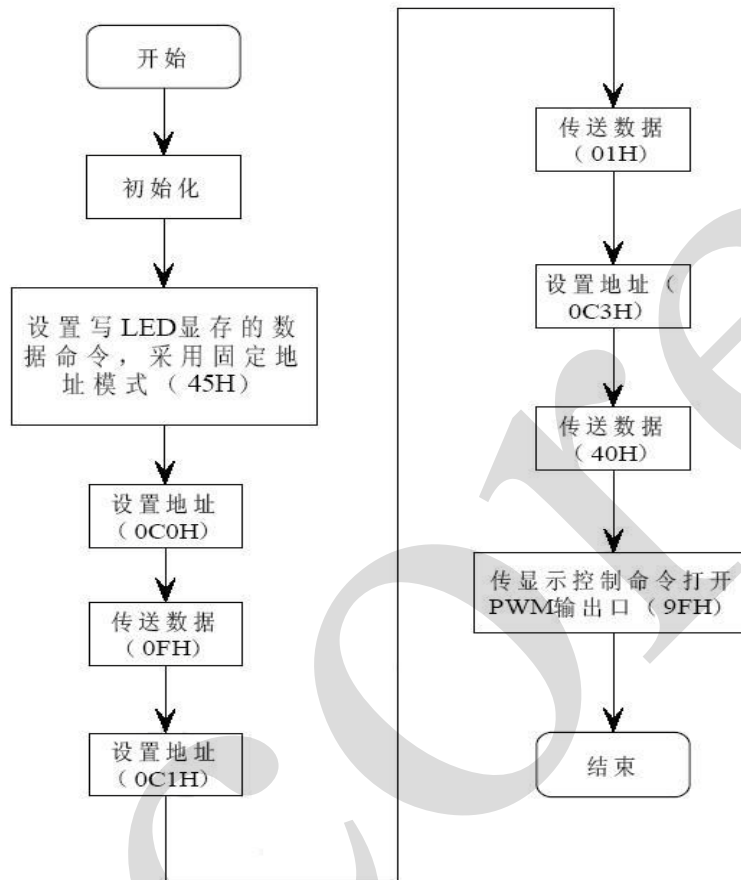 开始
初始化
设置写LED显存的数
据命令，采用固定地
址模式（45H）
设置地址
（0C0H）
传送数据
（0FH）
设置地址
（0C1H）
传送数据
（01H）
设置地址（
0C3H）
传送数据
（40H）
传显示控制命令打开
PWM输出口（9FH）
结束